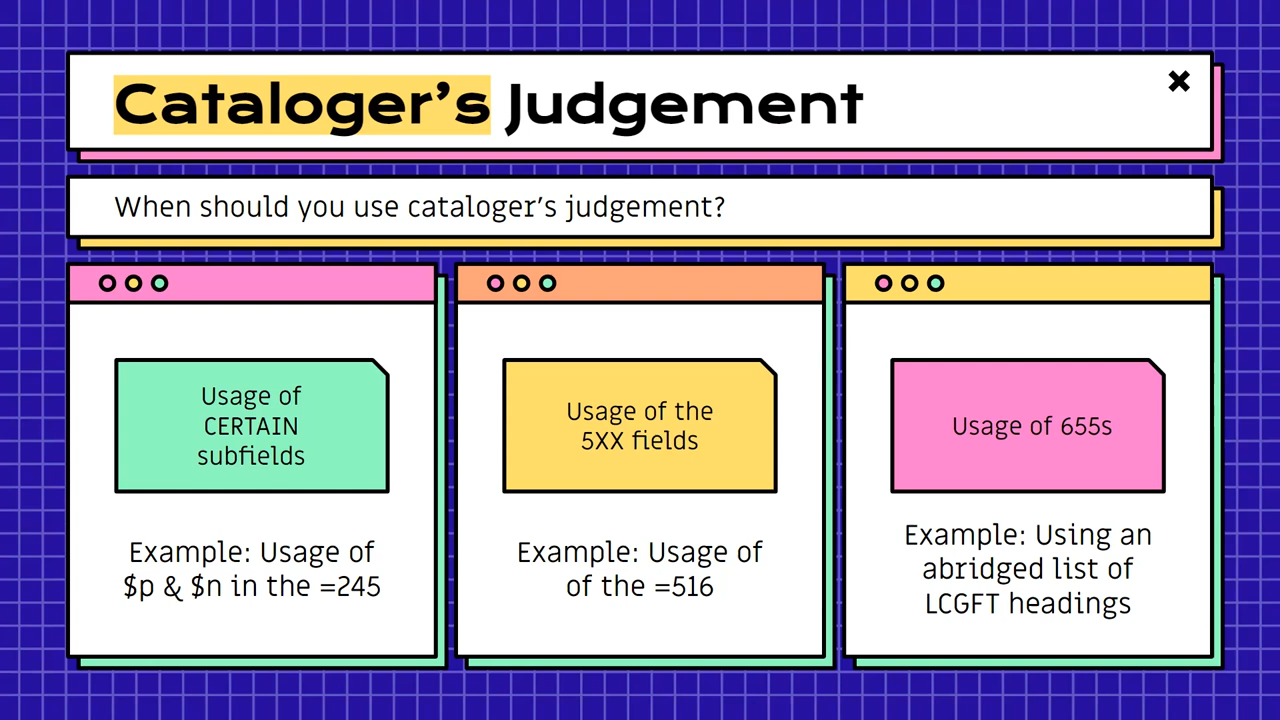 Cataloger's Judgement
When should you use cataloger's judgement?
Usage of
CERTAIN
subfields
Example: Usage of
$p & $n in the =245
Usage of the
5XX fields
Example: Usage of
of the =516
Usage of 655s
Example: Using an
abridged list of
LCGFT headings